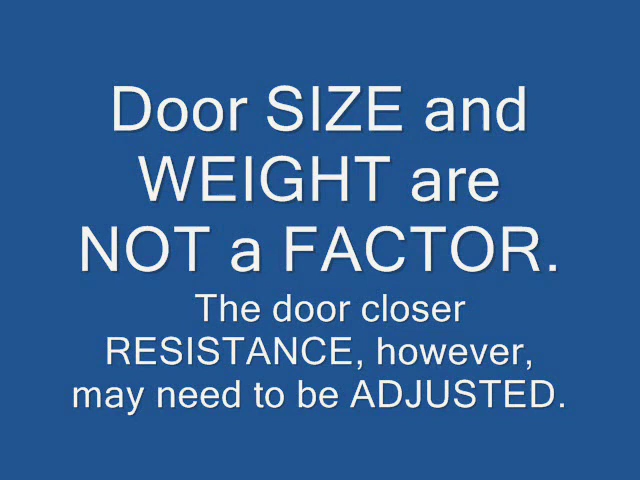 Door SIZE and
WEIGHT are
NOT a FACTOR.
The door closer
RESISTANCE, however,
may need to be ADJUSTED.